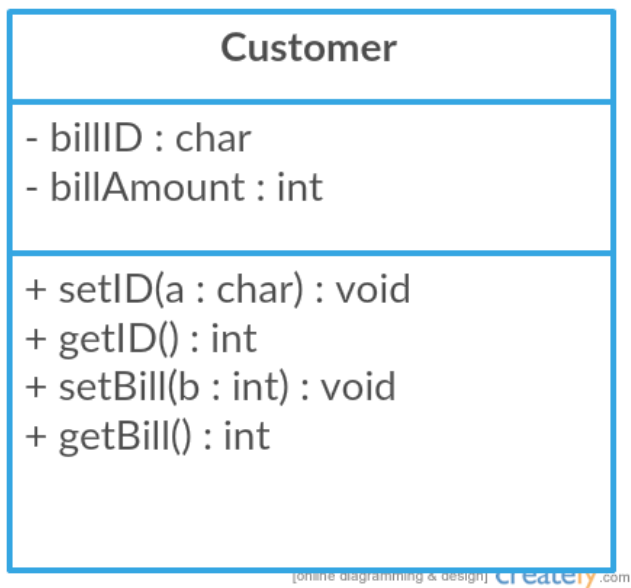 Customer
- billID : char
- billAmount : int
+ setID(a : char) : void
+ getID() : int
+ setBill(b : int) : void
+ getBill() : int
[online diagramming & design] creately.com